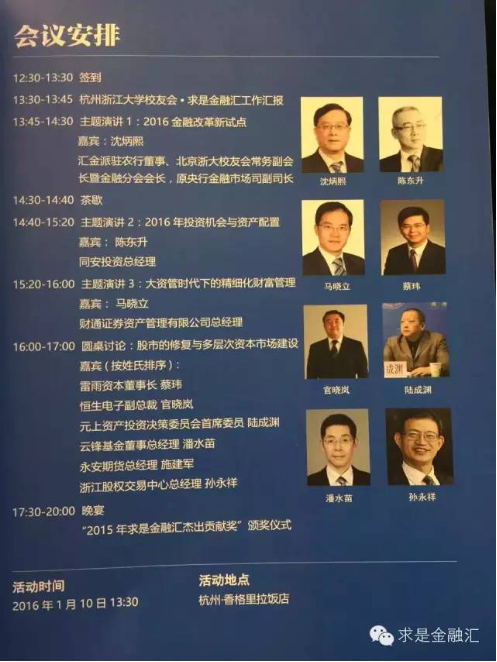 会议安排
12:30-13:30 签到
13:30-13:45 杭州浙江大学校友会·求是金融汇工作汇报
13:45-14:30 主题演讲 1：2016 金融改革新试点
嘉宾：沈炳熙
汇金派驻农行董事、北京浙大校友会常务副会
长暨金融分会会长，原央行金融市场司副司长
14:30-14:40 茶歇
14:40-15:20 主题演讲 2：2016 年投资机会与资产配置
嘉宾： 陈东升
同安投资总经理
15:20-16:00 主题演讲 3：大资管时代下的精细化财富管理
嘉宾： 马晓立
财通证券资产管理有限公司总经理
16:00-17:00 圆桌讨论：股市的修复与多层次资本市场建设
嘉宾（按姓氏排序）：
雷雨资本董事长 蔡玮
恒生电子副总裁 官晓岚
元上资产投资决策委员会首席委员 陆成渊
云锋基金董事总经理 潘水苗
永安期货总经理 施建军
浙江股权交易中心总经理 孙永祥
17:30-20:00 晚宴
“2015 年求是金融汇杰出贡献奖” 颁奖仪式
沈炳熙
陈东升
马晓立
蔡玮
成渊
官晓岚
陆成渊
潘水苗
孙永祥
活动时间
2016 年 1 月 10 日 13:30
活动地点
杭州-香格里拉饭店
求是金融汇